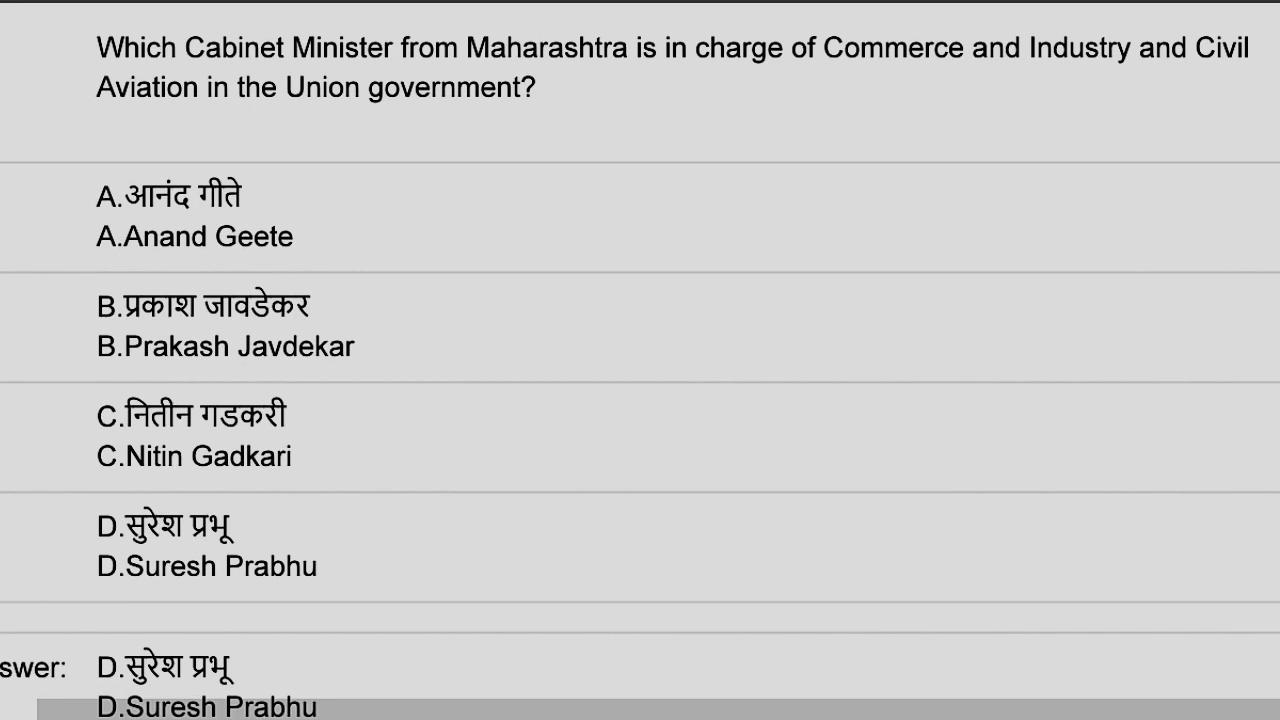 Which Cabinet Minister from Maharashtra is in charge of Commerce and Industry and Civil
Aviation in the Union government?
A.आनंद गीते
A.Anand Geete
B.प्रकाश जावडेकर
B.Prakash Javdekar
C.नितीन गडकरी
C.Nitin Gadkari
D.सुरेश प्रभू
D.Suresh Prabhu
swer: D.सुरेश प्रभू
D.Suresh Prabhu